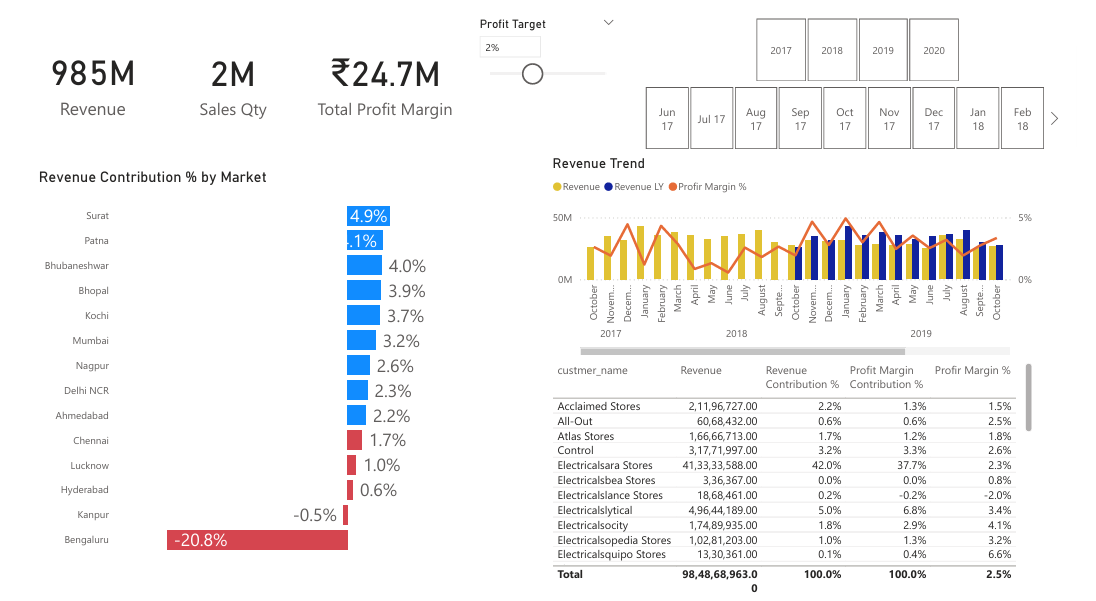 Profit Target
2%
2017
2018
2019
2020
985M
Revenue
2M
Sales Qty
₹24.7M
Total Profit Margin
Jun 17
Jul 17
Aug 17
Sep 17
Oct 17
Nov 17
Dec 17
Jan 18
Feb 18
Revenue Contribution % by Market
Surat 4.9%
Patna .1%
Bhubaneshwar 4.0%
Bhopal 3.9%
Kochi 3.7%
Mumbai 3.2%
Nagpur 2.6%
Delhi NCR 2.3%
Ahmedabad 2.2%
Chennai 1.7%
Lucknow 1.0%
Hyderabad 0.6%
Kanpur -0.5%
Bengaluru -20.8%
Revenue Trend
Revenue Revenue LY Profir Margin %
50M 5%
0M 0%
October Novem... Decem... January February March April May June July August Septe... October Novem... Decem... January February March April May June July August Septe... October
2017 2018 2019
custmer_name Revenue Revenue Contribution % Profit Margin Contribution % Profir Margin %
Acclaimed Stores 2,11,96,727.00 2.2% 1.3% 1.5%
All-Out 60,68,432.00 0.6% 0.6% 2.5%
Atlas Stores 1,66,66,713.00 1.7% 1.2% 1.8%
Control 3,17,71,997.00 3.2% 3.3% 2.6%
Electricalsara Stores 41,33,33,588.00 42.0% 37.7% 2.3%
Electricalsbea Stores 3,36,367.00 0.0% 0.0% 0.8%
Electricalslance Stores 18,68,461.00 0.2% -0.2% -2.0%
Electricalslytical 4,96,44,189.00 5.0% 6.8% 3.4%
Electricalsocity 1,74,89,935.00 1.8% 2.9% 4.1%
Electricalsopedia Stores 1,02,81,203.00 1.0% 1.3% 3.2%
Electricalsquipo Stores 13,30,361.00 0.1% 0.4% 6.6%
Total 98,48,68,963.0 100.0% 100.0% 2.5%
0